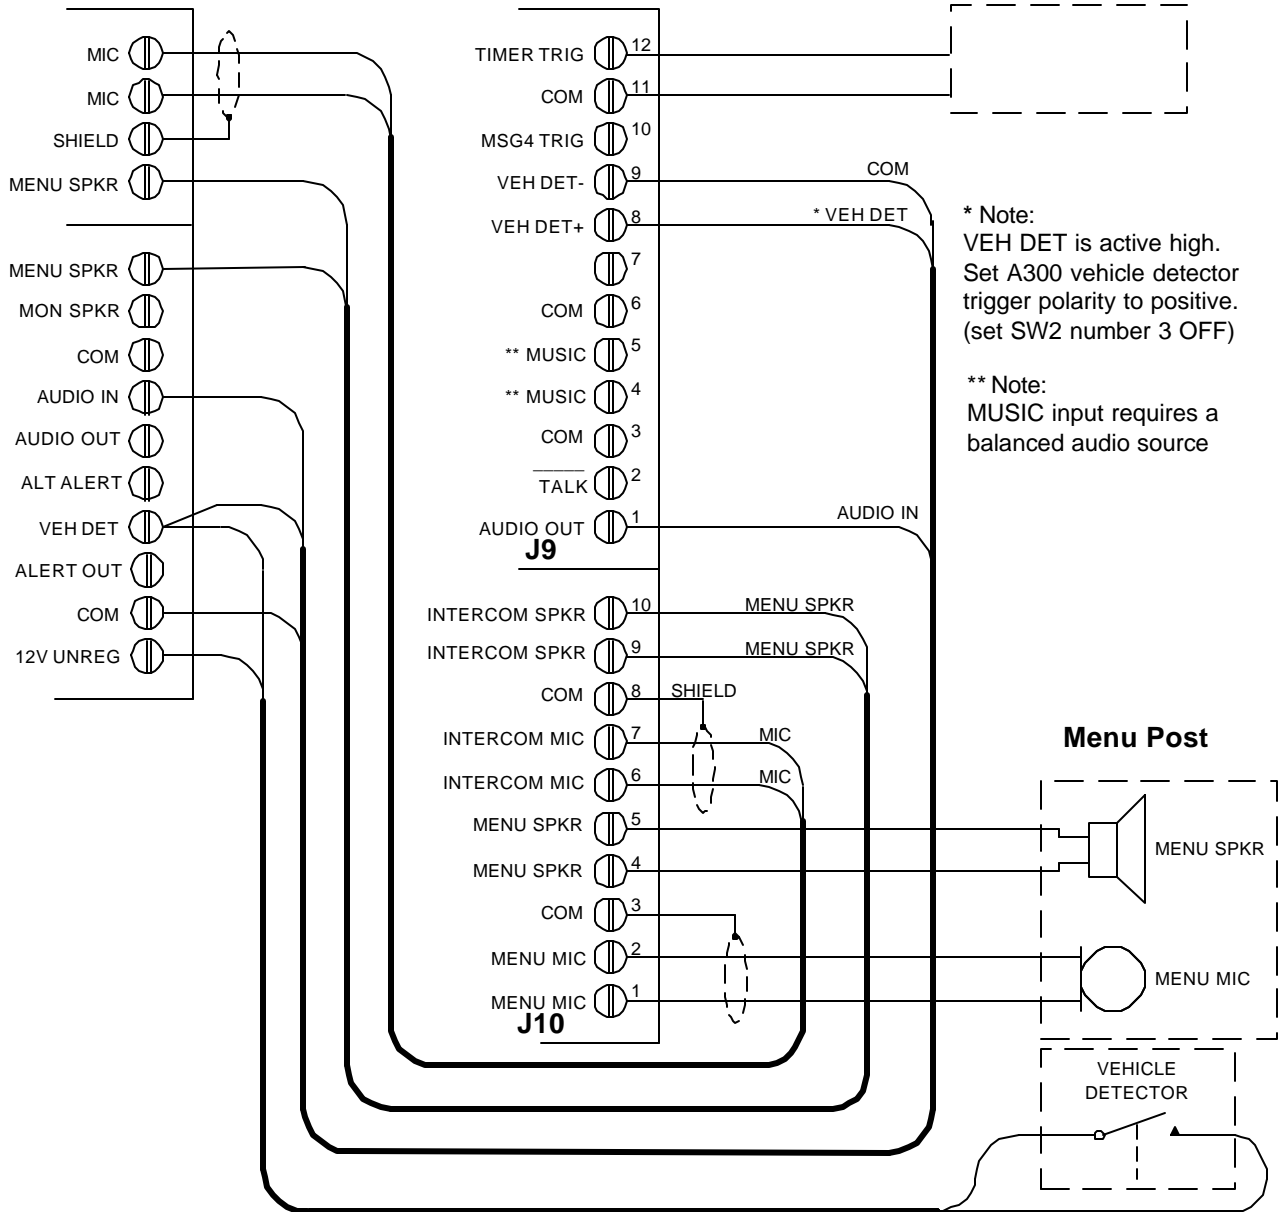 MIC
MIC
SHIELD
MENU SPKR
MENU SPKR
MON SPKR
COM
AUDIO IN
AUDIO OUT
ALT ALERT
VEH DET
ALERT OUT
COM
12V UNREG
TIMER TRIG 12
COM 11
MSG4 TRIG 10
VEH DET- 9 COM
VEH DET+ 8 * VEH DET
7
COM 6
** MUSIC 5
** MUSIC 4
COM 3
TALK 2
AUDIO OUT 1 AUDIO IN
J9
INTERCOM SPKR 10 MENU SPKR
INTERCOM SPKR 9 MENU SPKR
COM 8 SHIELD
INTERCOM MIC 7 MIC
INTERCOM MIC 6 MIC
MENU SPKR 5
MENU SPKR 4
COM 3
MENU MIC 2
MENU MIC 1
J10
* Note:
VEH DET is active high.
Set A300 vehicle detector
trigger polarity to positive.
(set SW2 number 3 OFF)
** Note:
MUSIC input requires a
balanced audio source
Menu Post
MENU SPKR
MENU MIC
VEHICLE
DETECTOR